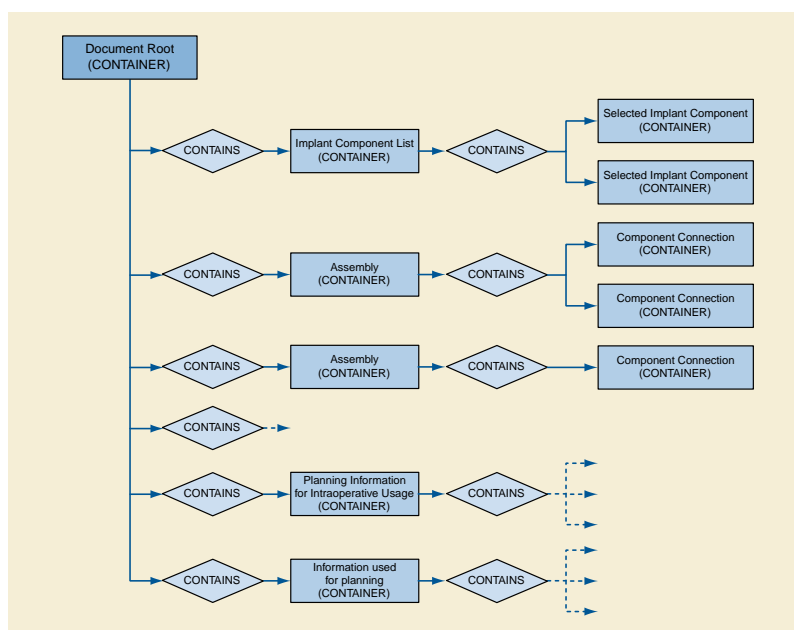 Document Root
(CONTAINER)
CONTAINS
Implant Component List
(CONTAINER)
CONTAINS
Selected Implant Component
(CONTAINER)
Selected Implant Component
(CONTAINER)
CONTAINS
Assembly
(CONTAINER)
CONTAINS
Component Connection
(CONTAINER)
Component Connection
(CONTAINER)
CONTAINS
Assembly
(CONTAINER)
CONTAINS
Component Connection
(CONTAINER)
CONTAINS
CONTAINS
Planning Information
for Intraoperative Usage
(CONTAINER)
CONTAINS
CONTAINS
Information used
for planning
(CONTAINER)
CONTAINS